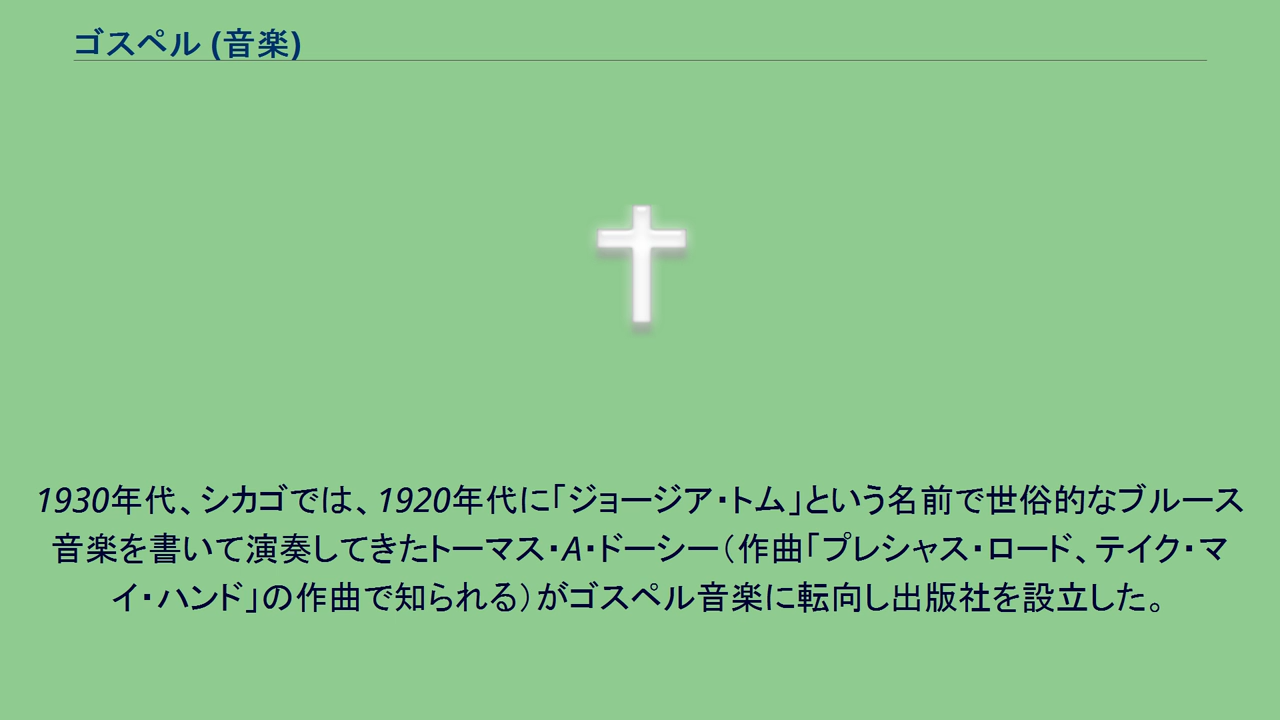 ゴスペル (音楽)
1930年代、シカゴでは、1920年代に「ジョージア・トム」という名前で世俗的なブルース
音楽を書いて演奏してきたトーマス・A・ドーシー（作曲「プレシャス・ロード、テイク・マ
イ・ハンド」の作曲で知られる）がゴスペル音楽に転向し出版社を設立した。